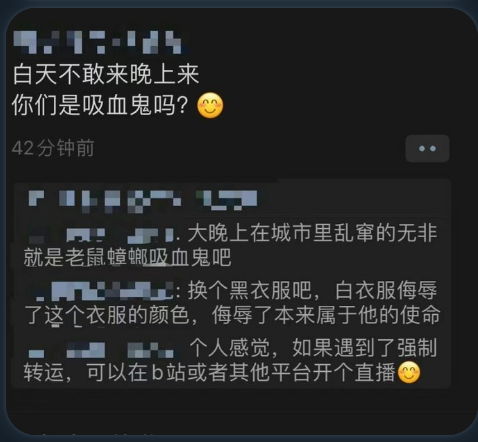 白天不敢来晚上来
你们是吸血鬼吗?😊
42分钟前
. 大晚上在城市里乱窜的无非
就是老鼠蟑螂吸血鬼吧
: 换个黑衣服吧，白衣服侮辱
了这个衣服的颜色，侮辱了本来属于他的使命
个人感觉，如果遇到了强制
转运，可以在b站或者其他平台开个直播😊